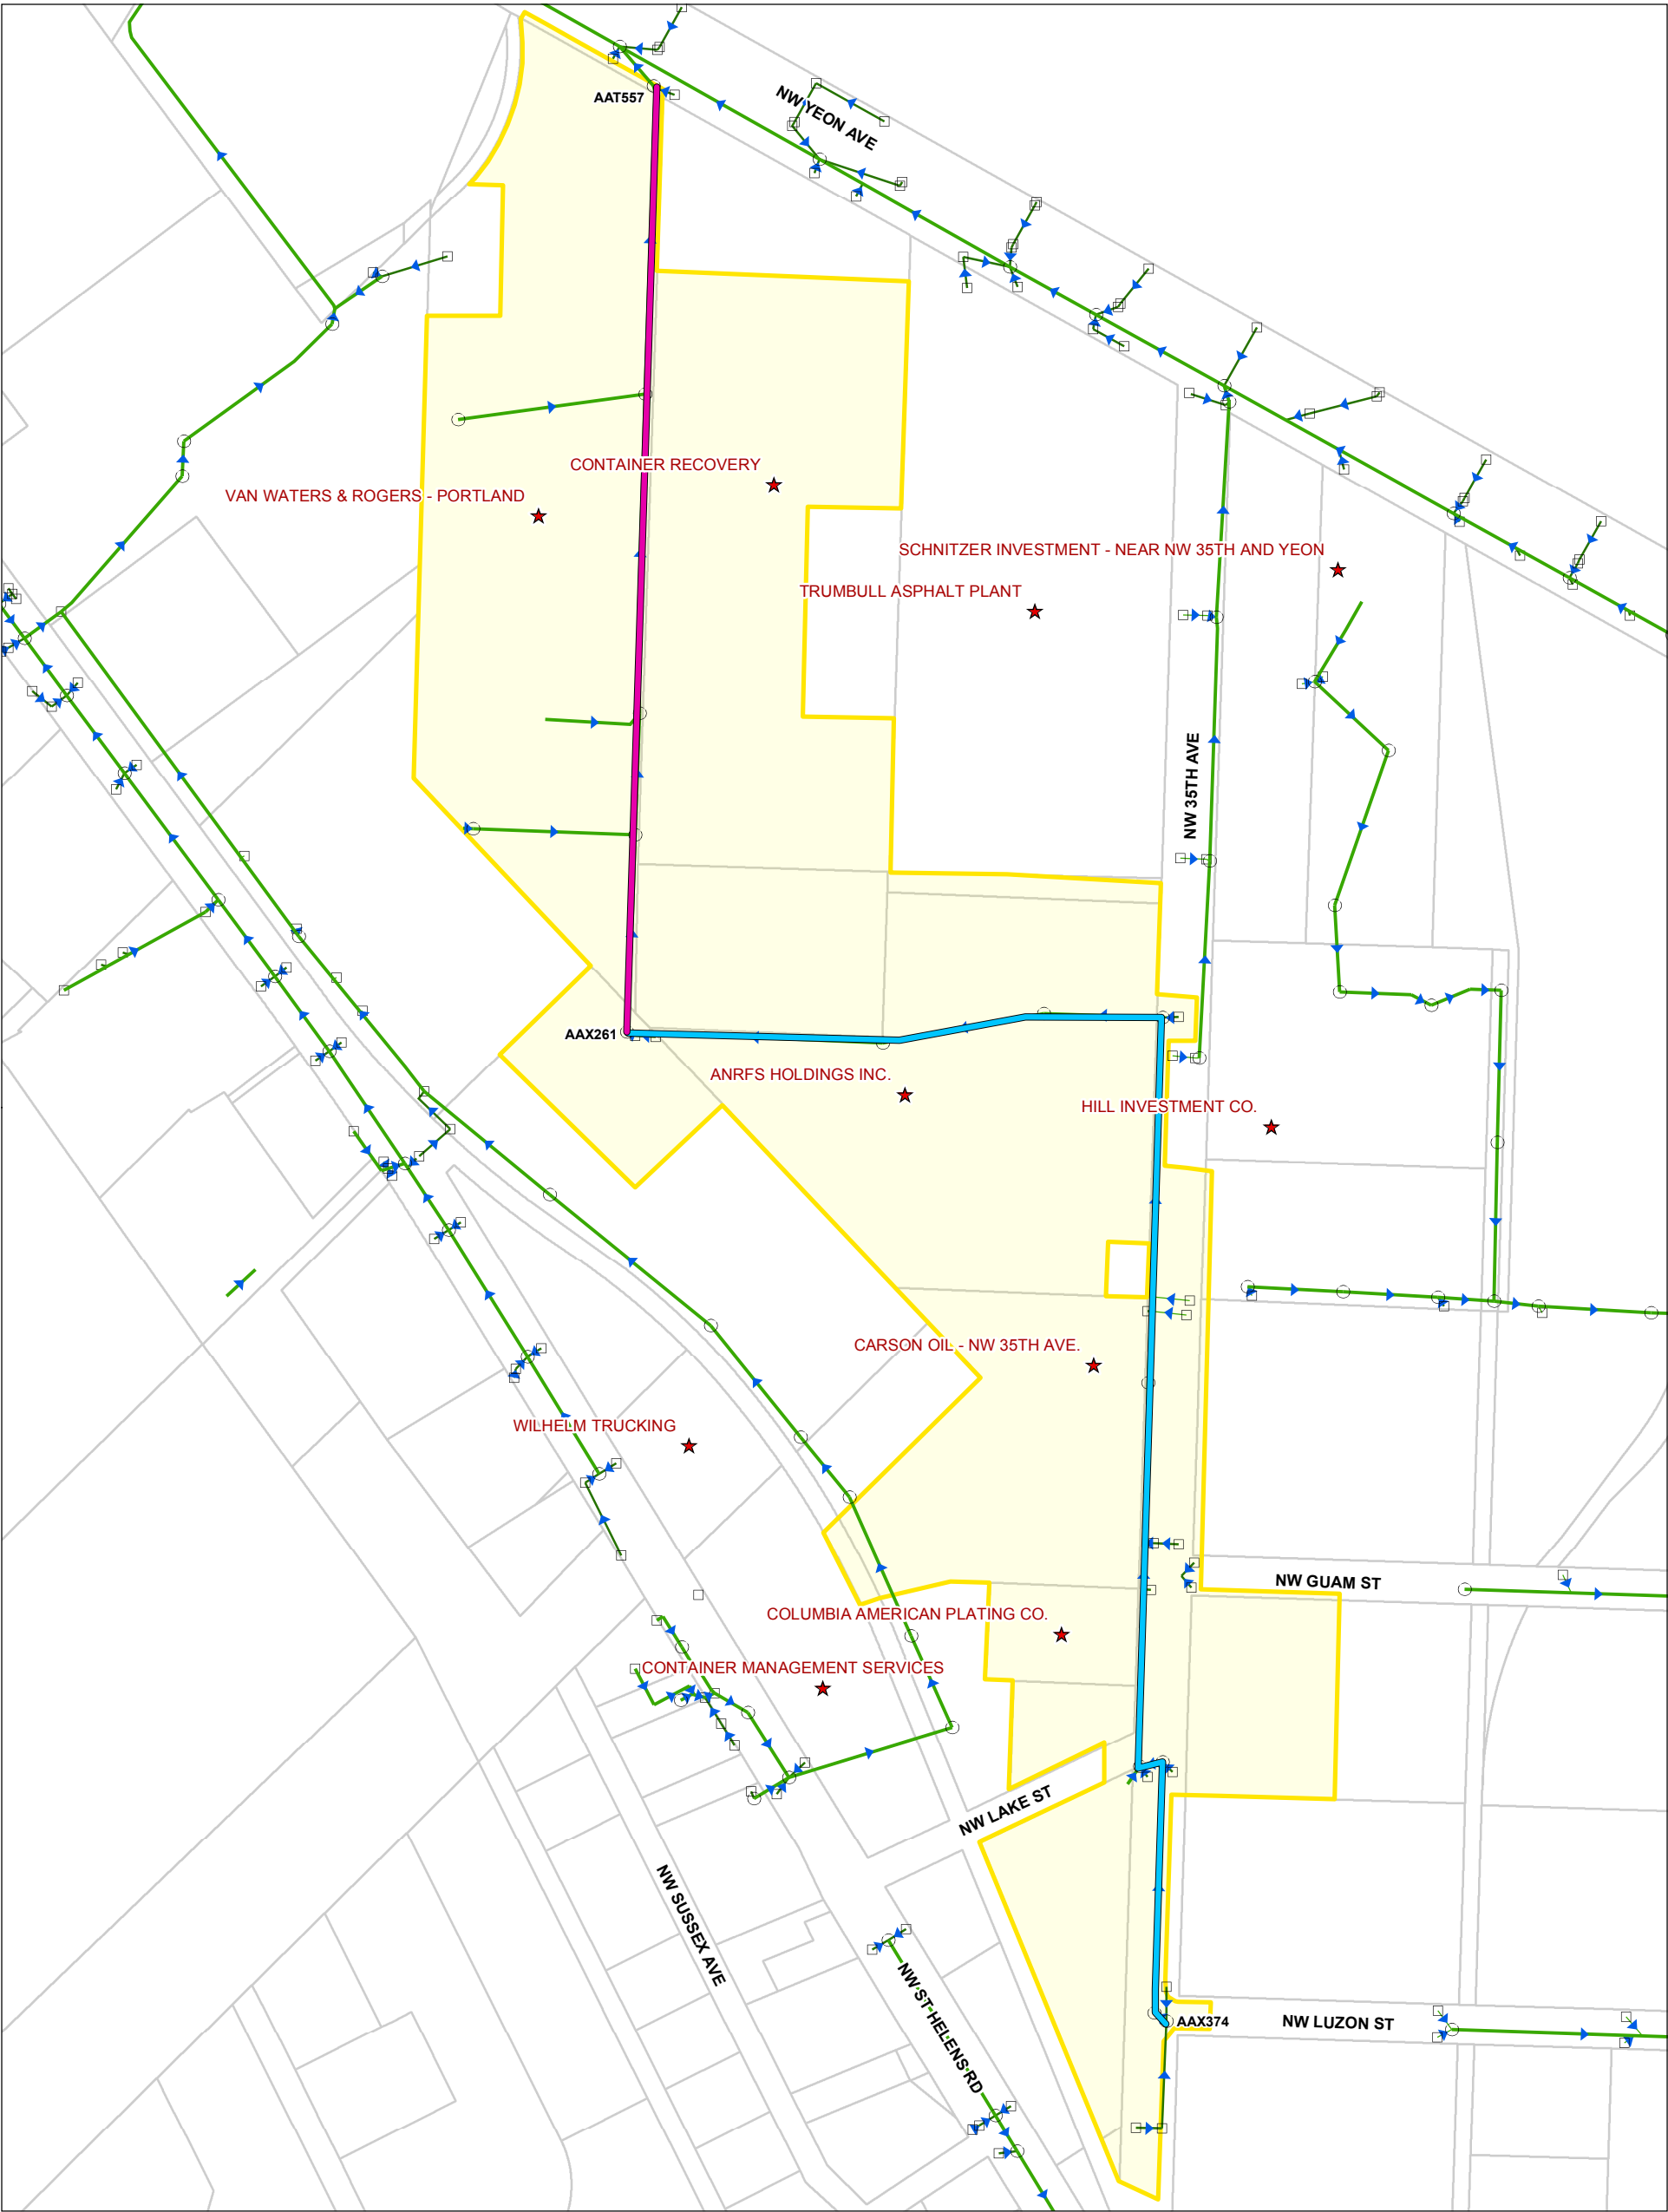 AAT557
NW YEON AVE
CONTAINER RECOVERY
VAN WATERS & ROGERS - PORTLAND
SCHNITZER INVESTMENT - NEAR NW 35TH AND YEON
TRUMBULL ASPHALT PLANT
NW 35TH AVE
AAX261
ANRFS HOLDINGS INC.
HILL INVESTMENT CO.
CARSON OIL - NW 35TH AVE.
WILHELM TRUCKING
NW GUAM ST
COLUMBIA AMERICAN PLATING CO.
CONTAINER MANAGEMENT SERVICES
NW LAKE ST
NW SUSSEX AVE
NW ST HELENS RD
AAX374
NW LUZON ST